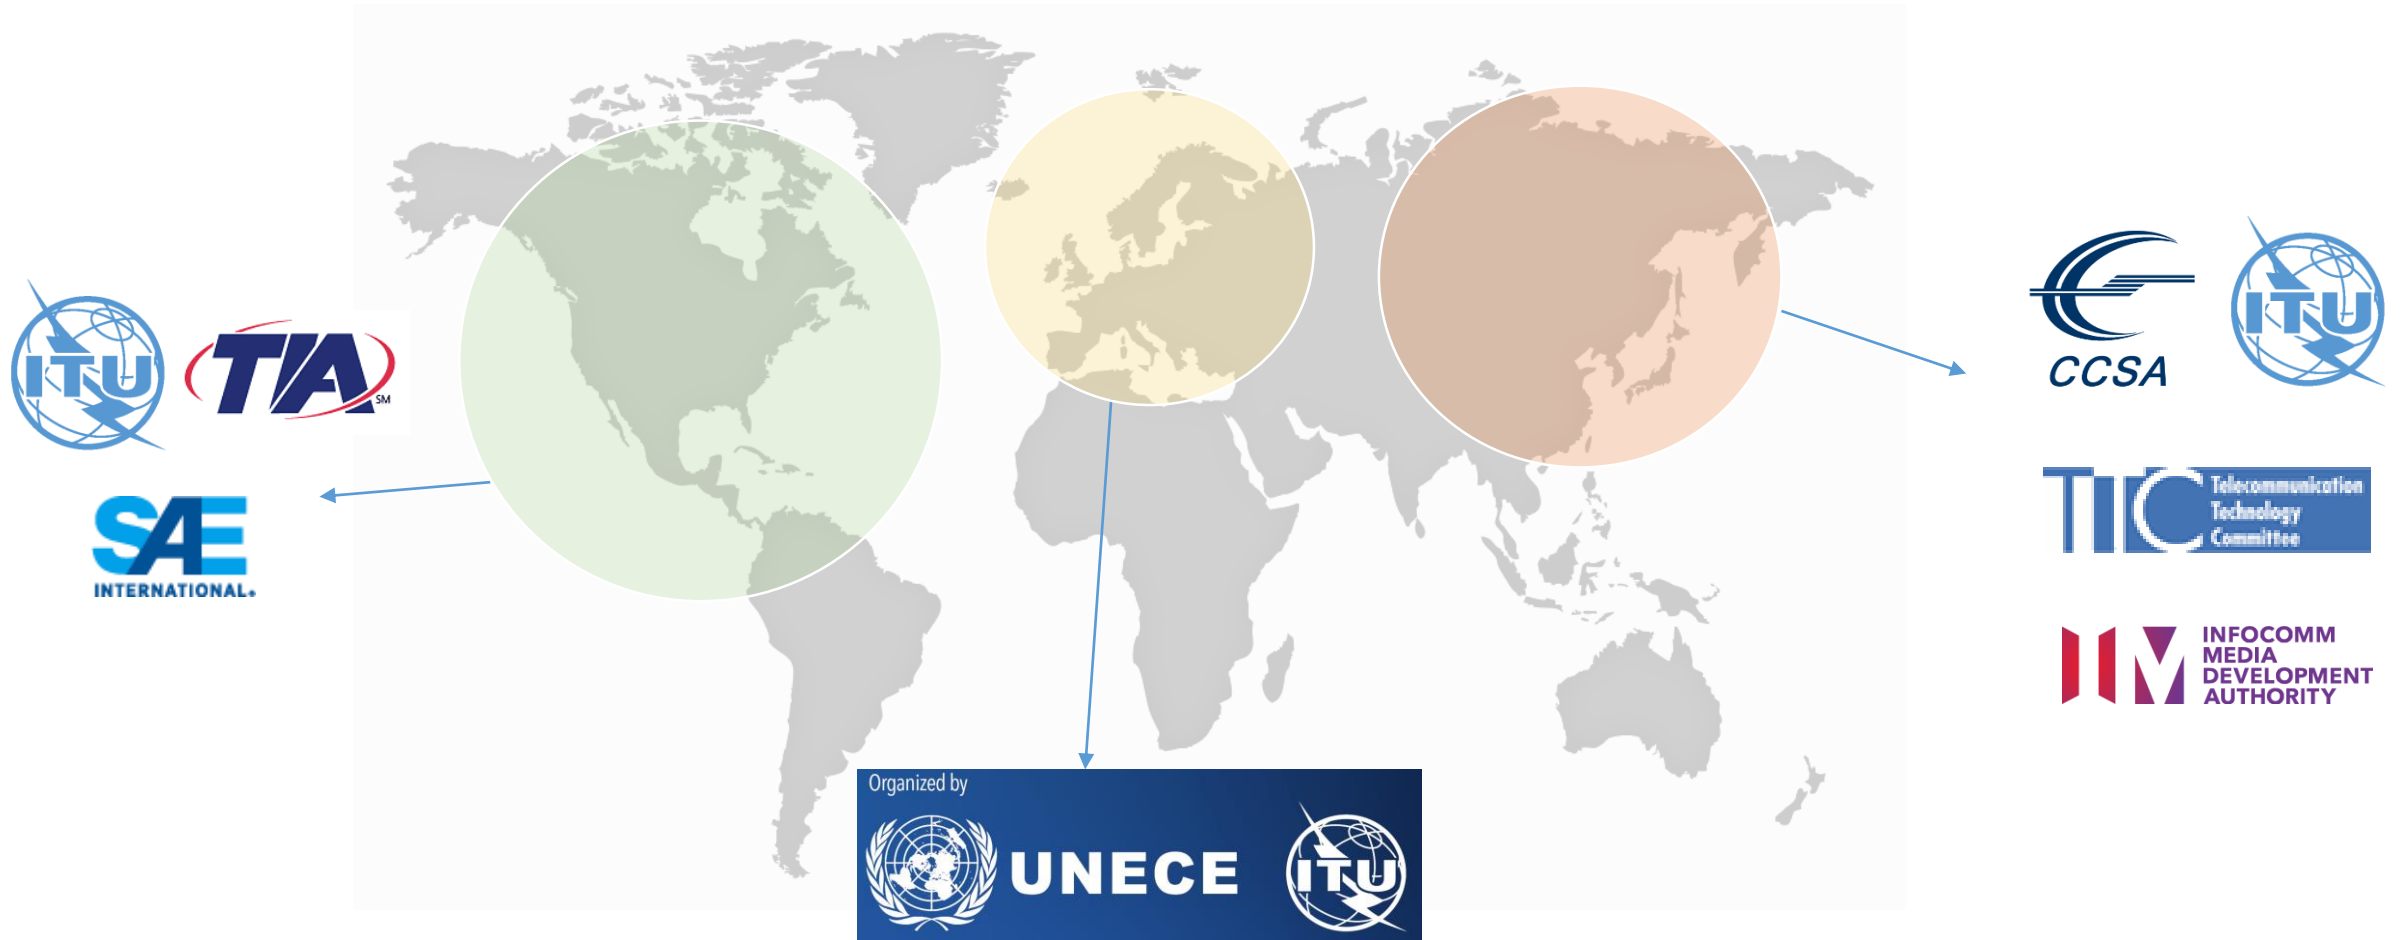 ITU
TIA
SM
SAE
INTERNATIONAL
Organized by
UNECE
ITU
CCSA
ITU
TTC
Telecommunication
Technology
Committee
IM
INFOCOMM
MEDIA
DEVELOPMENT
AUTHORITY